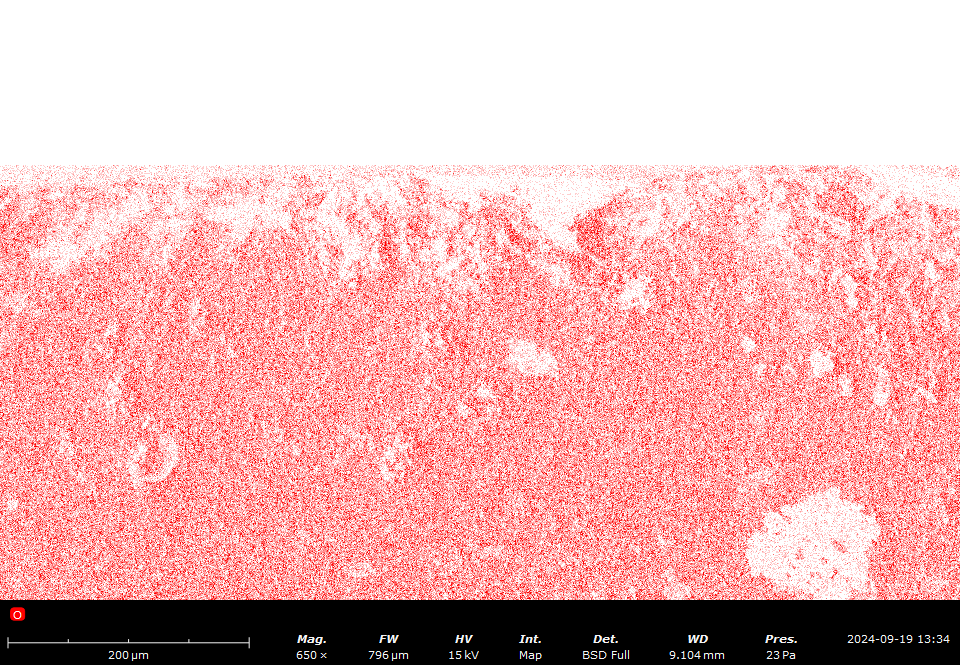 O
200 µm
Mag. FW HV Int. Det. WD Pres. 2024-09-19 13:34
650 x 796 µm 15 kV Map BSD Full 9.104 mm 23 Pa